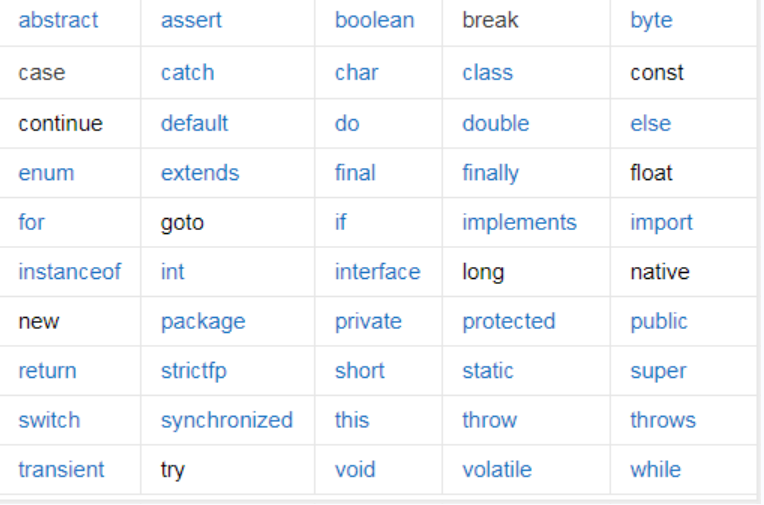 abstract assert boolean break byte
case catch char class const
continue default do double else
enum extends final finally float
for goto if implements import
instanceof int interface long native
new package private protected public
return strictfp short static super
switch synchronized this throw throws
transient try void volatile while